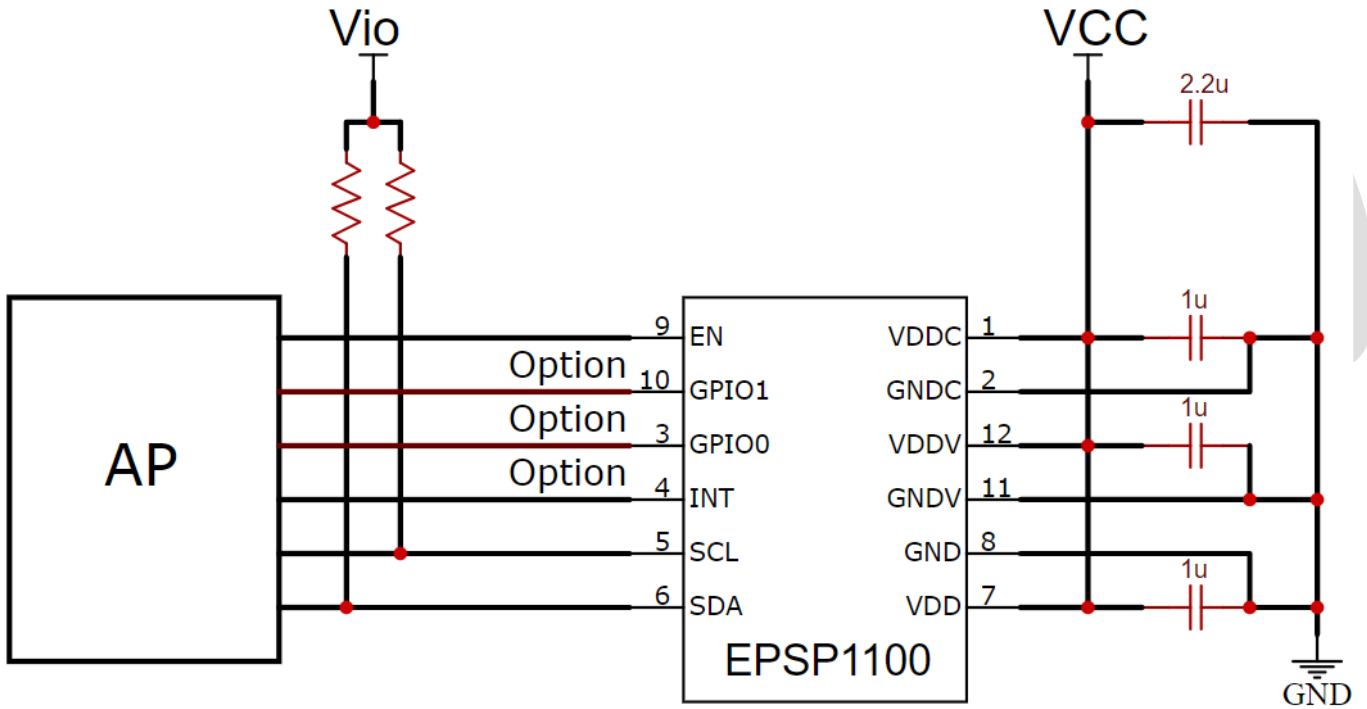 Vio
VCC
2.2u
9 EN VDDC 1
1u
Option
10 GPIO1 GNDC 2
Option
3 GPIO0 VDDV 12
1u
Option
4 INT GNDV 11
AP
5 SCL GND 8
1u
6 SDA VDD 7
EPSP1100
GND